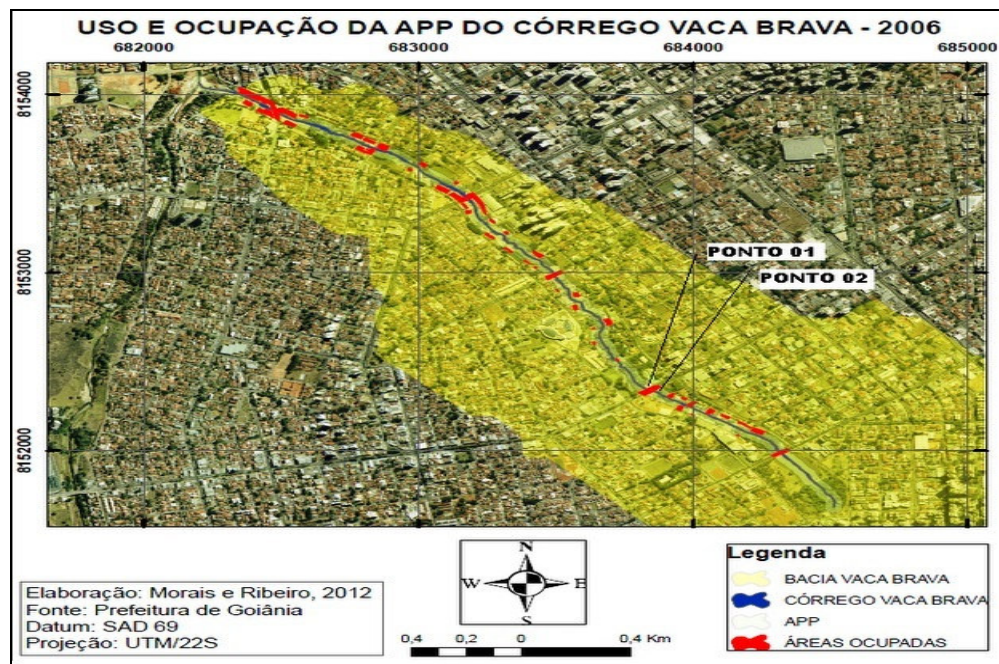 USO E OCUPAÇÃO DA APP DO CÓRREGO VACA BRAVA - 2006
682000 683000 684000 685000
8154000
8153000
8152000
PONTO 01
PONTO 02
Elaboração: Morais e Ribeiro, 2012
Fonte: Prefeitura de Goiânia
Datum: SAD 69
Projeção: UTM/22S
N
W E
S
0,4 0,2 0 0,4 Km
Legenda
BACIA VACA BRAVA
CÓRREGO VACA BRAVA
APP
ÁREAS OCUPADAS